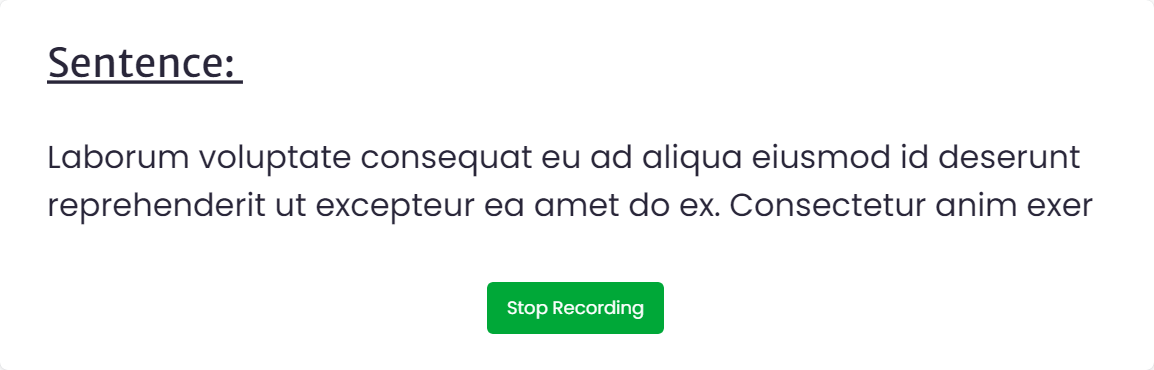 Sentence:
Laborum voluptate consequat eu ad aliqua eiusmod id deserunt
reprehenderit ut excepteur ea amet do ex. Consectetur anim exer
Stop Recording